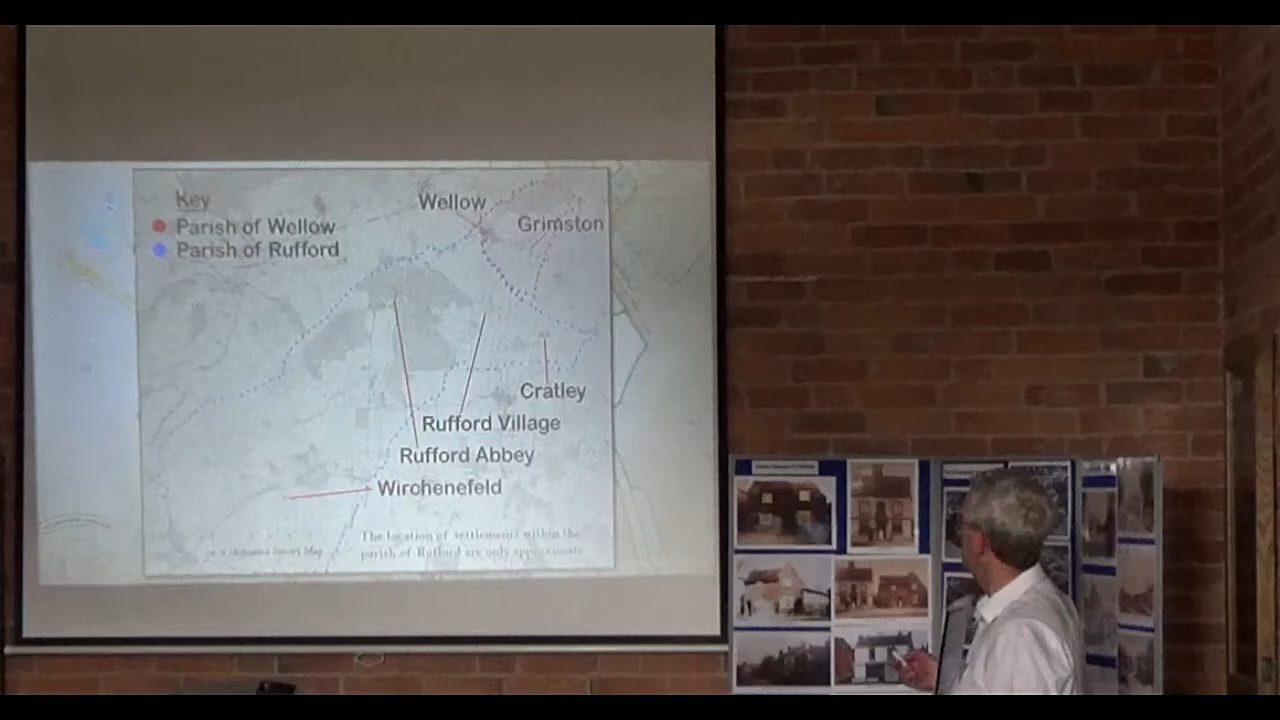 Key
Parish of Wellow
Parish of Rufford
Wellow
Grimston
Cratley
Rufford Village
Rufford Abbey
Wirchenefeld
The location of settlements within the
parish of Rufford are only approximate